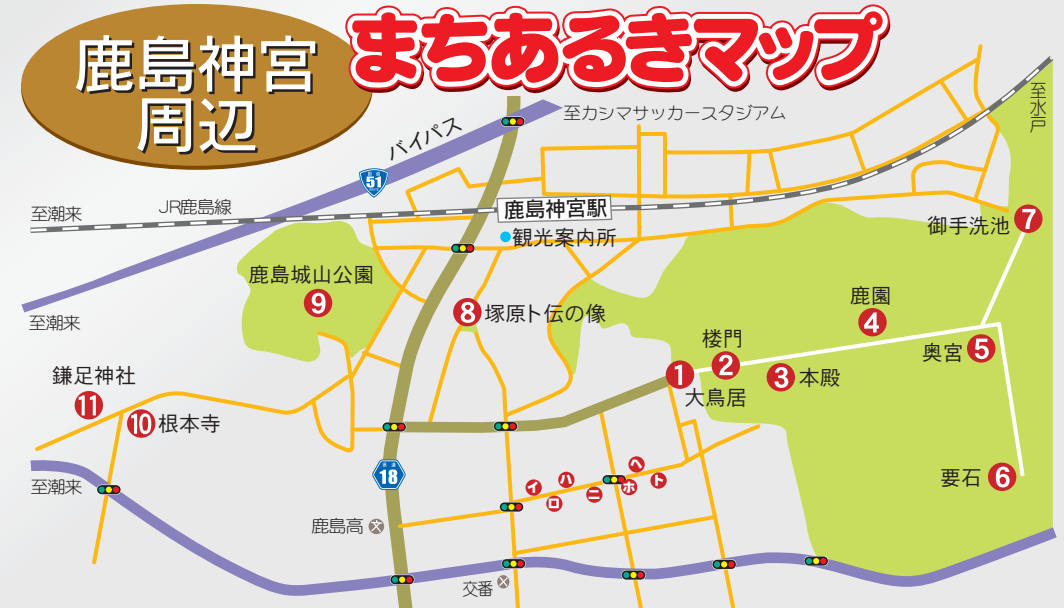 鹿島神宮
周辺
まちあるきマップ
至水戸
至カシマサッカースタジアム
バイパス
国道
51
至潮来
JR鹿島線
鹿島神宮駅
観光案内所
御手洗池
7
鹿島城山公園
9
8
塚原卜伝の像
鹿園
4
至潮来
楼門
2
奥宮
5
1
大鳥居
3
本殿
鎌足神社
11
10
根本寺
至潮来
18
イ
ロ
ハ
ニ
ホ
ヘ
ト
要石
6
鹿島高
文
交番
X